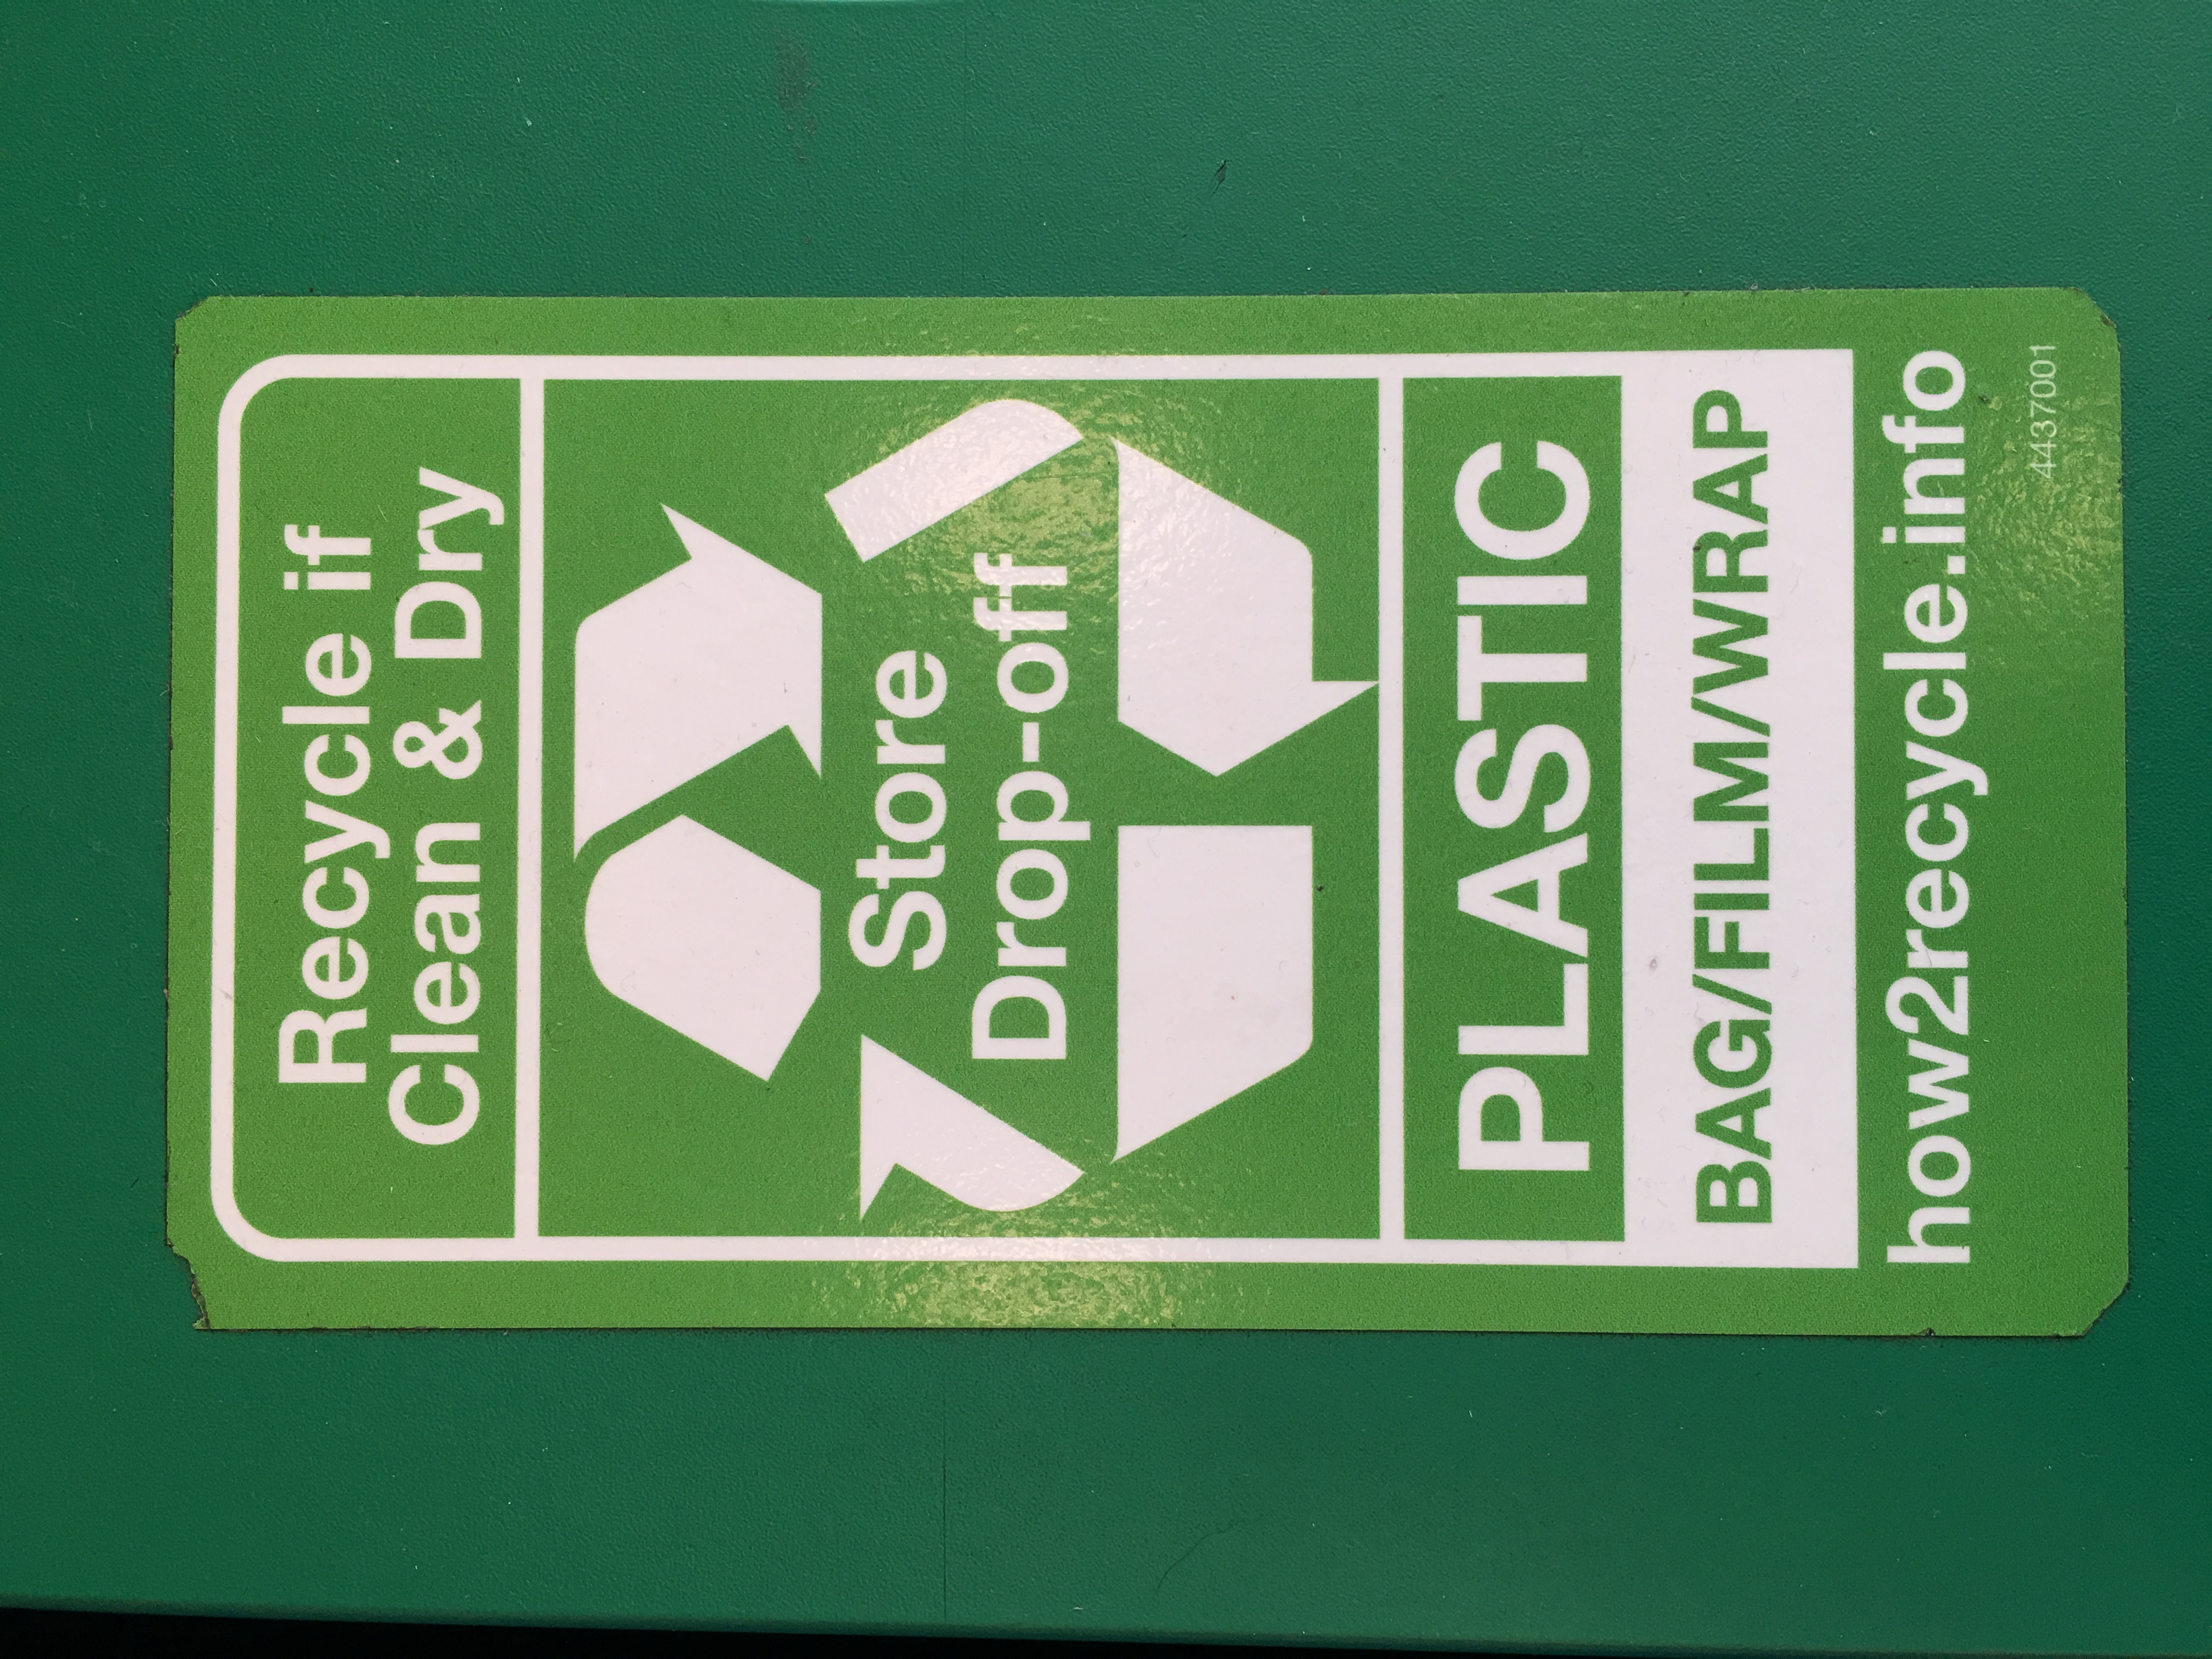 Recycle if
Clean & Dry
Store
Drop-off
PLASTIC
BAG/FILM/WRAP
how2recycle.info
4437001